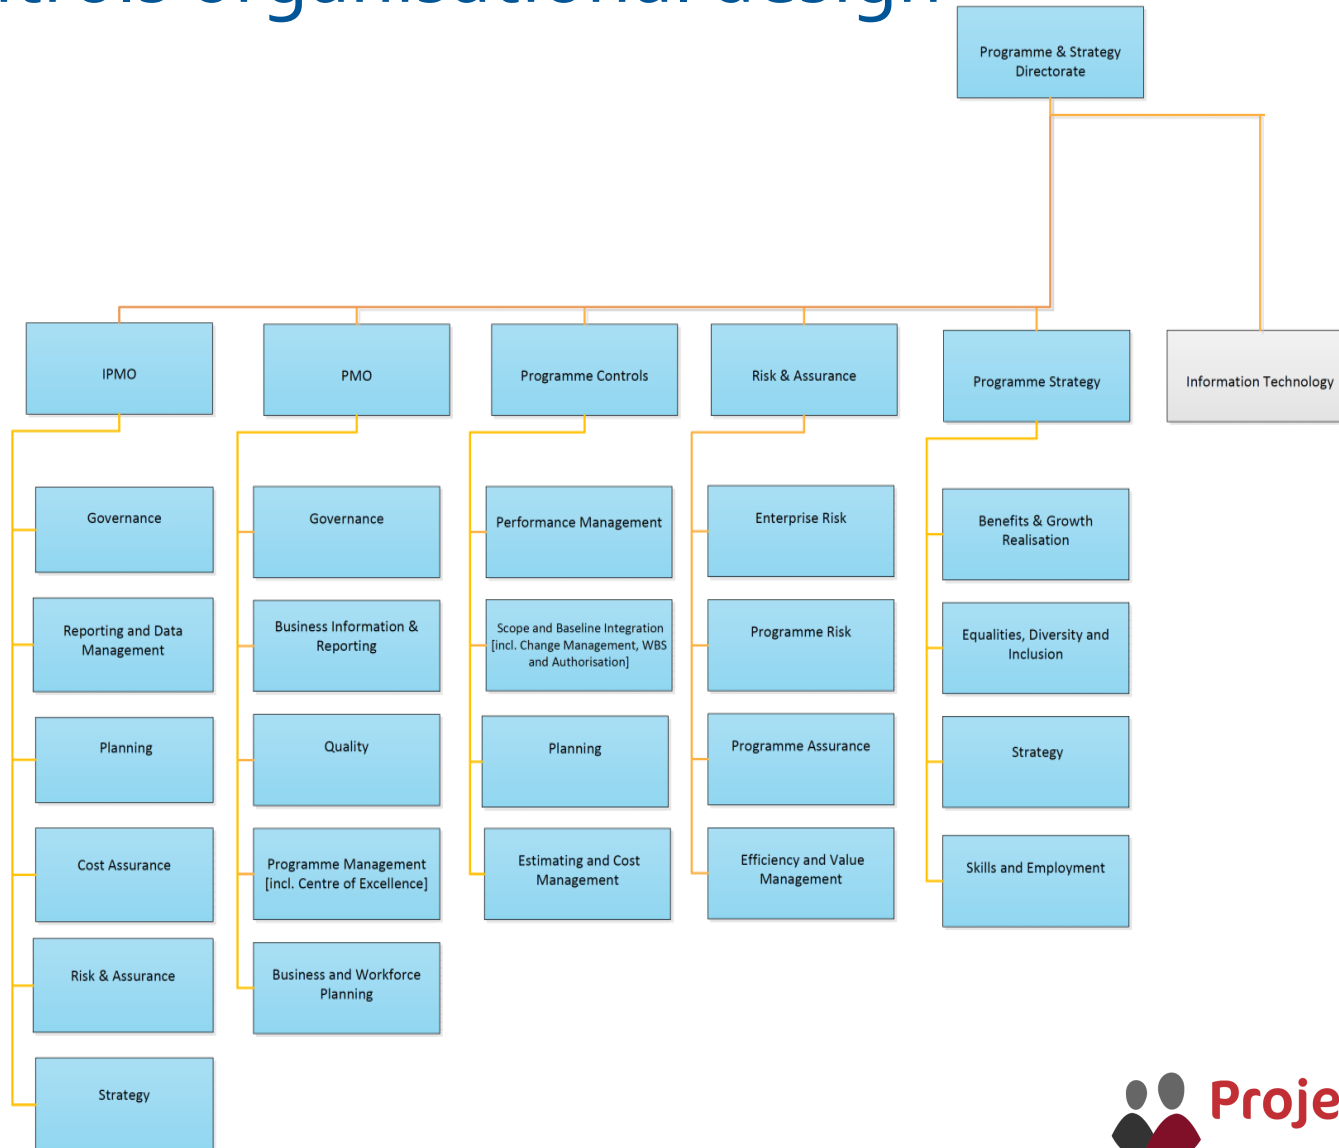 organisational design
Programme & Strategy
Directorate
IPMO
PMO
Programme Controls
Risk & Assurance
Programme Strategy
Information Technology
Governance
Reporting and Data
Management
Planning
Cost Assurance
Risk & Assurance
Strategy
Governance
Business Information &
Reporting
Quality
Programme Management
[incl. Centre of Excellence]
Business and Workforce
Planning
Performance Management
Scope and Baseline Integration
[incl. Change Management, WBS
and Authorisation]
Planning
Estimating and Cost
Management
Enterprise Risk
Programme Risk
Programme Assurance
Efficiency and Value
Management
Benefits & Growth
Realisation
Equalities, Diversity and
Inclusion
Strategy
Skills and Employment
Proje